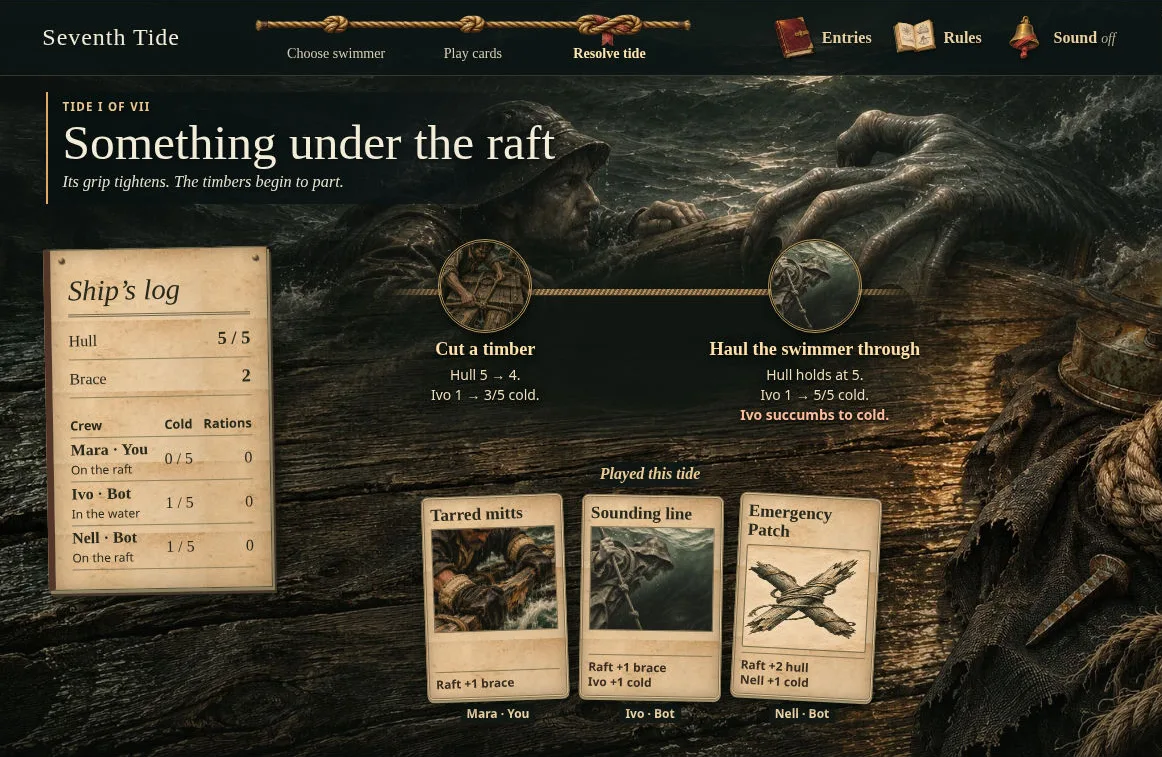 Seventh Tide
Choose swimmer
Play cards
Resolve tide
Entries
Rules
Sound off
TIDE I OF VII
Something under the raft
Its grip tightens. The timbers begin to part.
Ship’s log
Hull 5 / 5
Brace 2
Crew Cold Rations
Mara · You 0 / 5 0
On the raft
Ivo · Bot 1 / 5 0
In the water
Nell · Bot 1 / 5 0
On the raft
Cut a timber
Hull 5 → 4.
Ivo 1 → 3/5 cold.
Haul the swimmer through
Hull holds at 5.
Ivo 1 → 5/5 cold.
Ivo succumbs to cold.
Played this tide
Tarred mitts
Raft +1 brace
Mara · You
Sounding line
Raft +1 brace
Ivo +1 cold
Ivo · Bot
Emergency
Patch
Raft +2 hull
Nell +1 cold
Nell · Bot